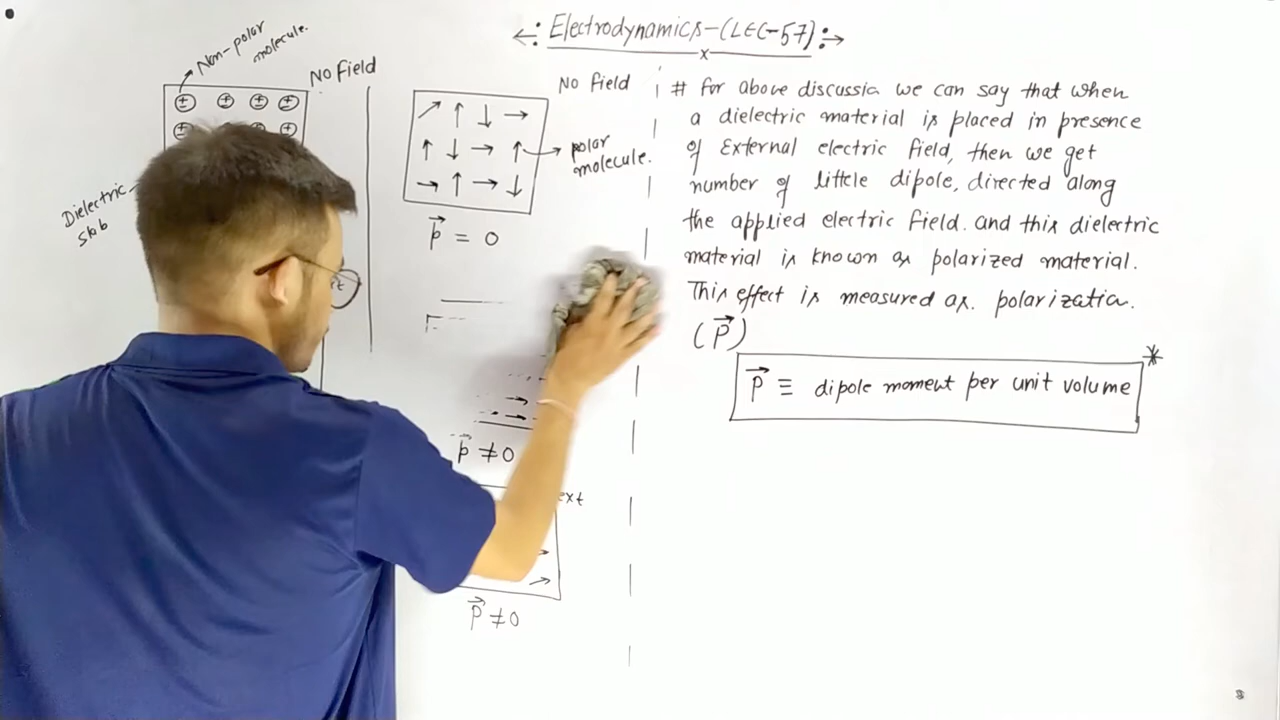 ÷ Electrodynamics-(LEC-57) ÷
x
Non-polar
molecule.
No Field
Dielectric
slab
No Field
polar
molecule.
p⃗ = 0
p⃗ ≠ 0
ext
p⃗ ≠ 0
# for above discussia we can say that when
a dielectric material is placed in presence
of External electric field, then we get
number of little dipole, directed along
the applied electric field. and this dielectric
material is known as polarized material.
This effect is measured as. polarization.
(P⃗)
*
P⃗ ≡ dipole moment per unit volume